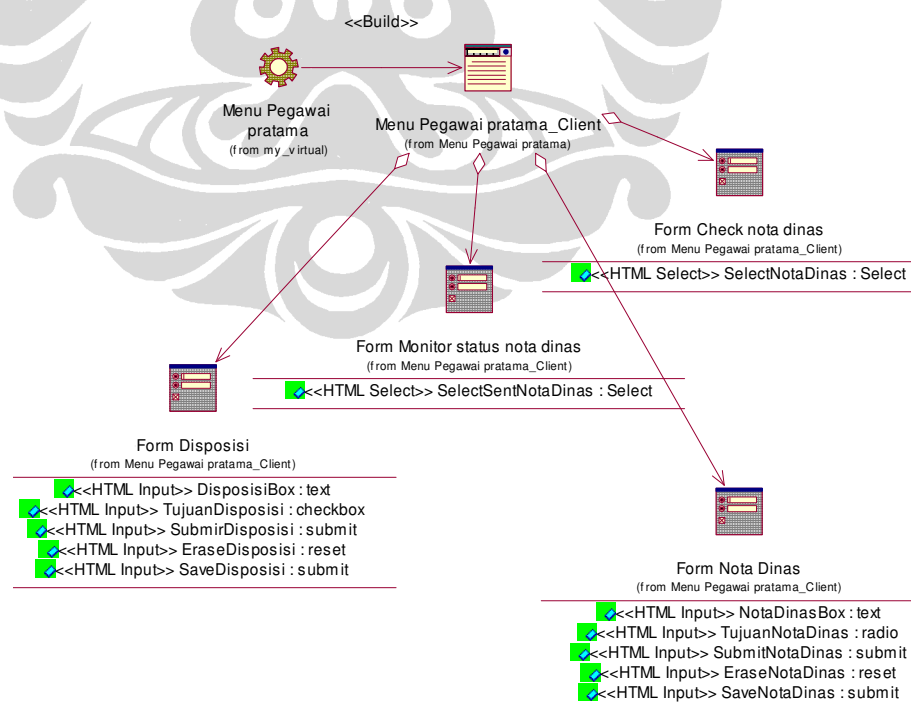 <<Build>>
Menu Pegawai
pratama
(from my_virtual)
Menu Pegawai pratama_Client
(from Menu Pegawai pratama)
Form Check nota dinas
(from Menu Pegawai pratama_Client)
<<HTML Select>> SelectNotaDinas : Select
Form Monitor status nota dinas
(from Menu Pegawai pratama_Client)
<<HTML Select>> SelectSentNotaDinas : Select
Form Disposisi
(from Menu Pegawai pratama_Client)
<<HTML Input>> DisposisiBox : text
<<HTML Input>> TujuanDisposisi : checkbox
<<HTML Input>> SubmirDisposisi : submit
<<HTML Input>> EraseDisposisi : reset
<<HTML Input>> SaveDisposisi : submit
Form Nota Dinas
(from Menu Pegawai pratama_Client)
<<HTML Input>> NotaDinasBox : text
<<HTML Input>> TujuanNotaDinas : radio
<<HTML Input>> SubmitNotaDinas : submit
<<HTML Input>> EraseNotaDinas : reset
<<HTML Input>> SaveNotaDinas : submit